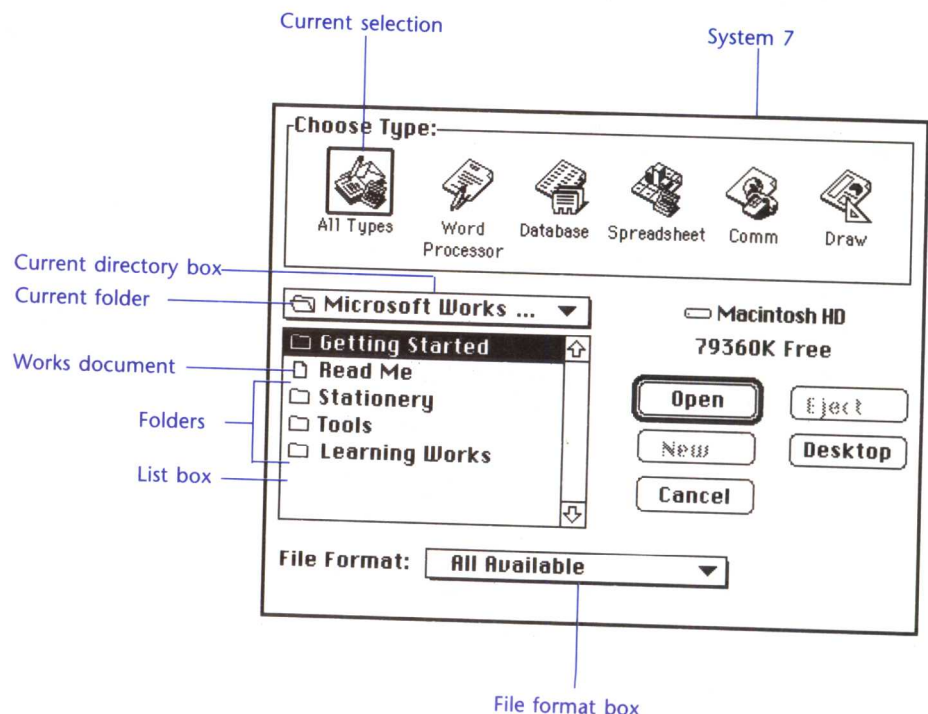 Current selection
System 7
Choose Type:
All Types
Word
Processor
Database
Spreadsheet
Comm
Draw
Current directory box
Current folder
Microsoft Works ...
Macintosh HD
79360K Free
Getting Started
Works document
Read Me
Folders
Stationery
Tools
Learning Works
List box
Open
Eject
New
Desktop
Cancel
File Format:
All Available
File format box